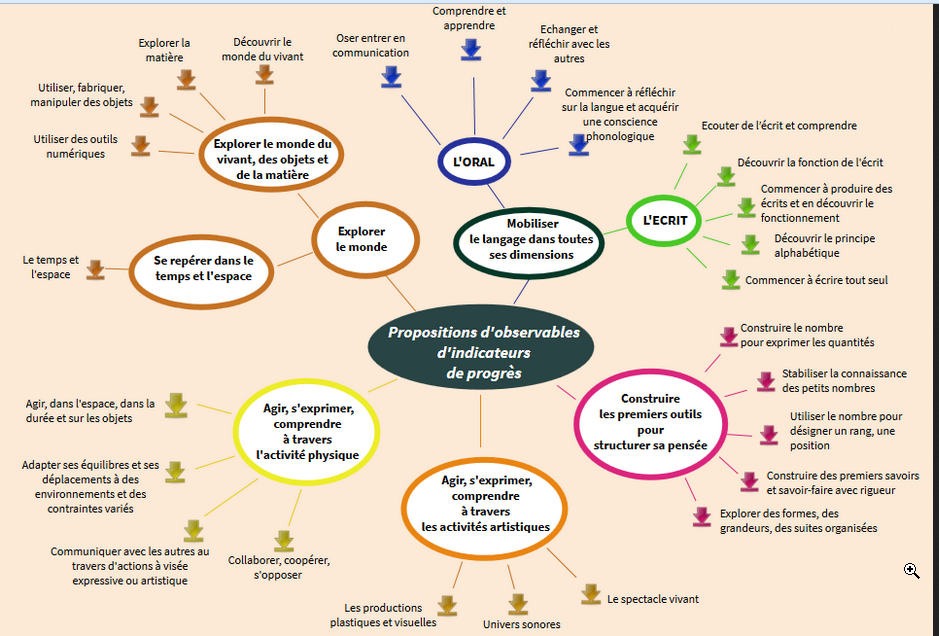 Comprendre et
apprendre
Oser entrer en
communication
Echanger et
réfléchir avec les
autres
Commencer à réfléchir
sur la langue et acquérir
une conscience
phonologique
L'ORAL
Explorer la
matière
Découvrir le
monde du vivant
Utiliser, fabriquer,
manipuler des objets
Utiliser des outils
numériques
Explorer le monde du
vivant, des objets et
de la matière
Explorer
le monde
Se repérer dans le
temps et l'espace
Le temps et
l'espace
Mobiliser
le langage dans toutes
ses dimensions
L'ECRIT
Ecouter de l'écrit et comprendre
Découvrir la fonction de l'écrit
Commencer à produire des
écrits et en découvrir le
fonctionnement
Découvrir le principe
alphabétique
Commencer à écrire tout seul
Propositions d'observables
d'indicateurs
de progrès
Construire
les premiers outils
pour
structurer sa pensée
Construire le nombre
pour exprimer les quantités
Stabiliser la connaissance
des petits nombres
Utiliser le nombre pour
désigner un rang, une
position
Construire des premiers savoirs
et savoir-faire avec rigueur
Explorer des formes, des
grandeurs, des suites organisées
Agir, s'exprimer,
comprendre
à travers
l'activité physique
Agir, dans l'espace, dans la
durée et sur les objets
Adapter ses équilibres et ses
déplacements à des
environnements et des
contraintes variés
Communiquer avec les autres au
travers d'actions à visée
expressive ou artistique
Collaborer, coopérer,
s'opposer
Agir, s'exprimer,
comprendre
à travers
les activités artistiques
Les productions
plastiques et visuelles
Univers sonores
Le spectacle vivant